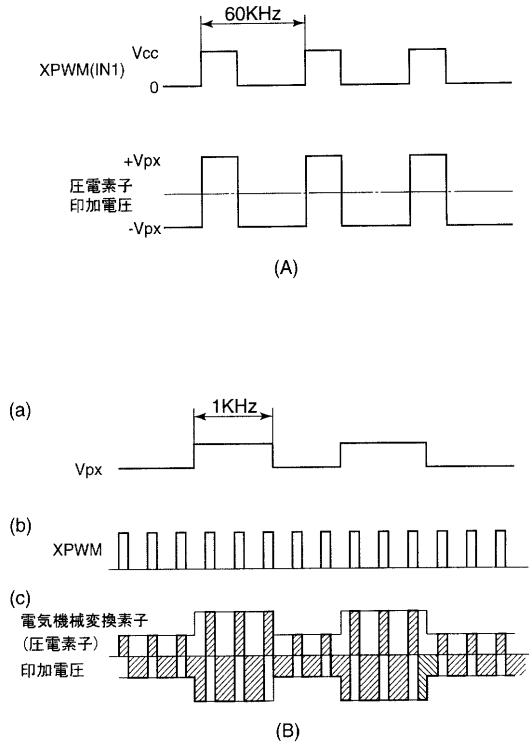 60KHz
Vcc
XPWM(IN1)
0
+Vpx
圧電素子
印加電圧
-Vpx
(A)
(a)
1KHz
Vpx
(b)
XPWM
(c)
電気機械変換素子
(圧電素子)
印加電圧
(B)